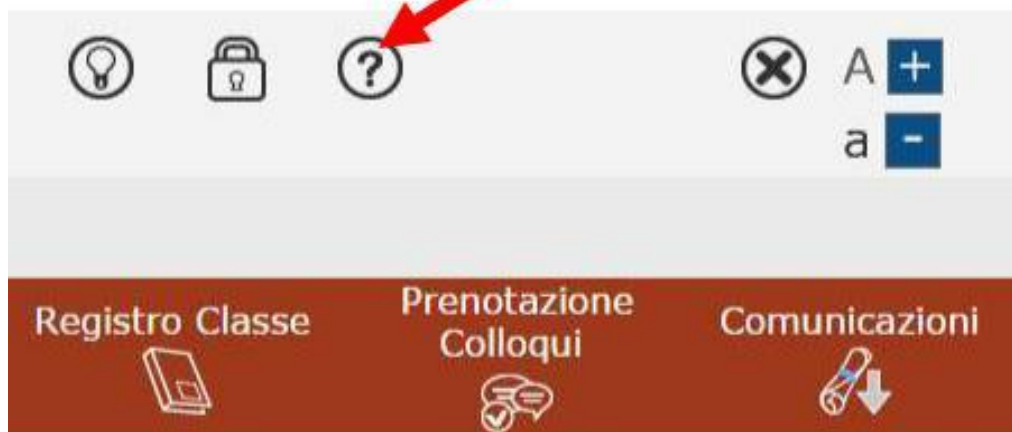 ?
A +
a -
Registro Classe
Prenotazione
Colloqui
Comunicazioni